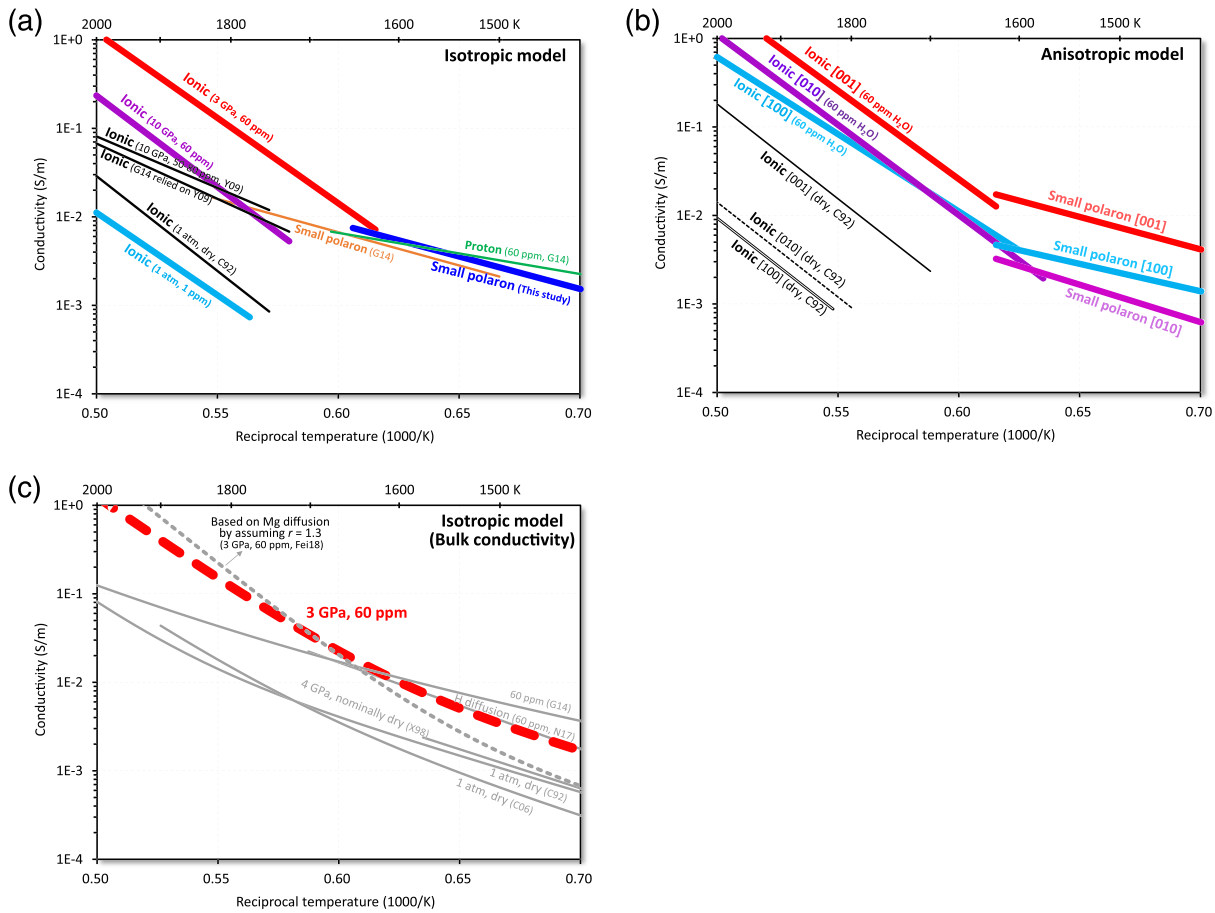 (a)
2000 1800 1600 1500 K
Isotropic model
1E+0
1E-1
1E-2
1E-3
1E-4
Conductivity (S/m)
Ionic (3 GPa, 60 ppm)
Ionic (10 GPa, 60 ppm)
Ionic (10 GPa, 50-60 ppm, Y09)
Ionic (G14 relied on Y09)
Ionic (1 atm, dry, C92)
Ionic (1 atm, 1 ppm)
Small polaron (G14)
Proton (60 ppm, G14)
Small polaron (This study)
0.50 0.55 0.60 0.65 0.70
Reciprocal temperature (1000/K)
(b)
2000 1800 1600 1500 K
Anisotropic model
1E+0
1E-1
1E-2
1E-3
1E-4
Conductivity (S/m)
Ionic [001] (60 ppm H2O)
Ionic [010] (60 ppm H2O)
Ionic [100] (60 ppm H2O)
Ionic [001] (dry, C92)
Ionic [010] (dry, C92)
Ionic [100] (dry, C92)
Small polaron [001]
Small polaron [100]
Small polaron [010]
0.50 0.55 0.60 0.65 0.70
Reciprocal temperature (1000/K)
(c)
2000 1800 1600 1500 K
Isotropic model
(Bulk conductivity)
1E+0
1E-1
1E-2
1E-3
1E-4
Conductivity (S/m)
Based on Mg diffusion
by assuming r = 1.3
(3 GPa, 60 ppm, Fei18)
3 GPa, 60 ppm
60 ppm (G14)
H diffusion (60 ppm, N17)
4 GPa, nominally dry (X98)
1 atm, dry (C92)
1 atm, dry (C06)
0.50 0.55 0.60 0.65 0.70
Reciprocal temperature (1000/K)